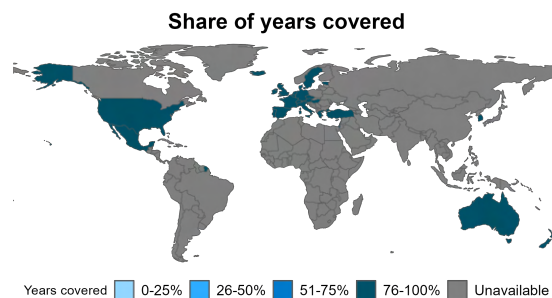 Share of years covered
Years covered 0-25% 26-50% 51-75% 76-100% Unavailable